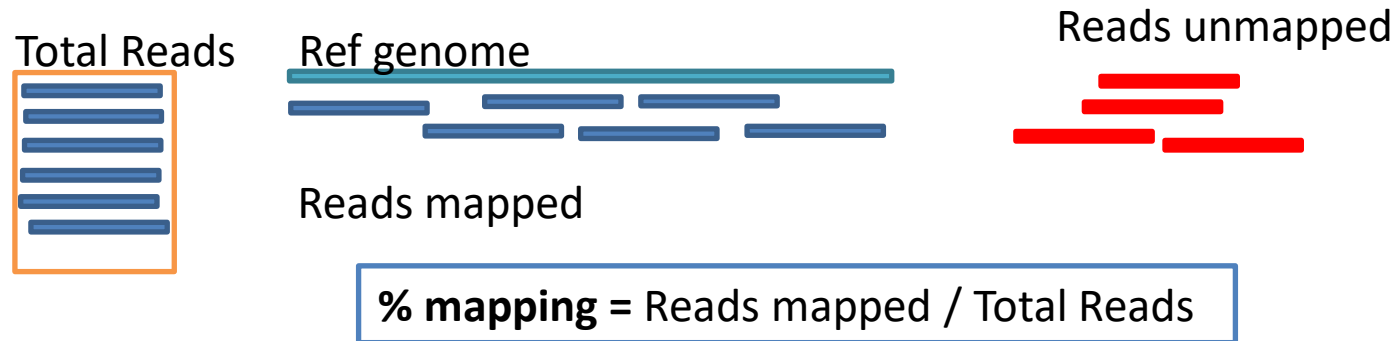 Total Reads
Ref genome
Reads unmapped
Reads mapped
% mapping = Reads mapped / Total Reads